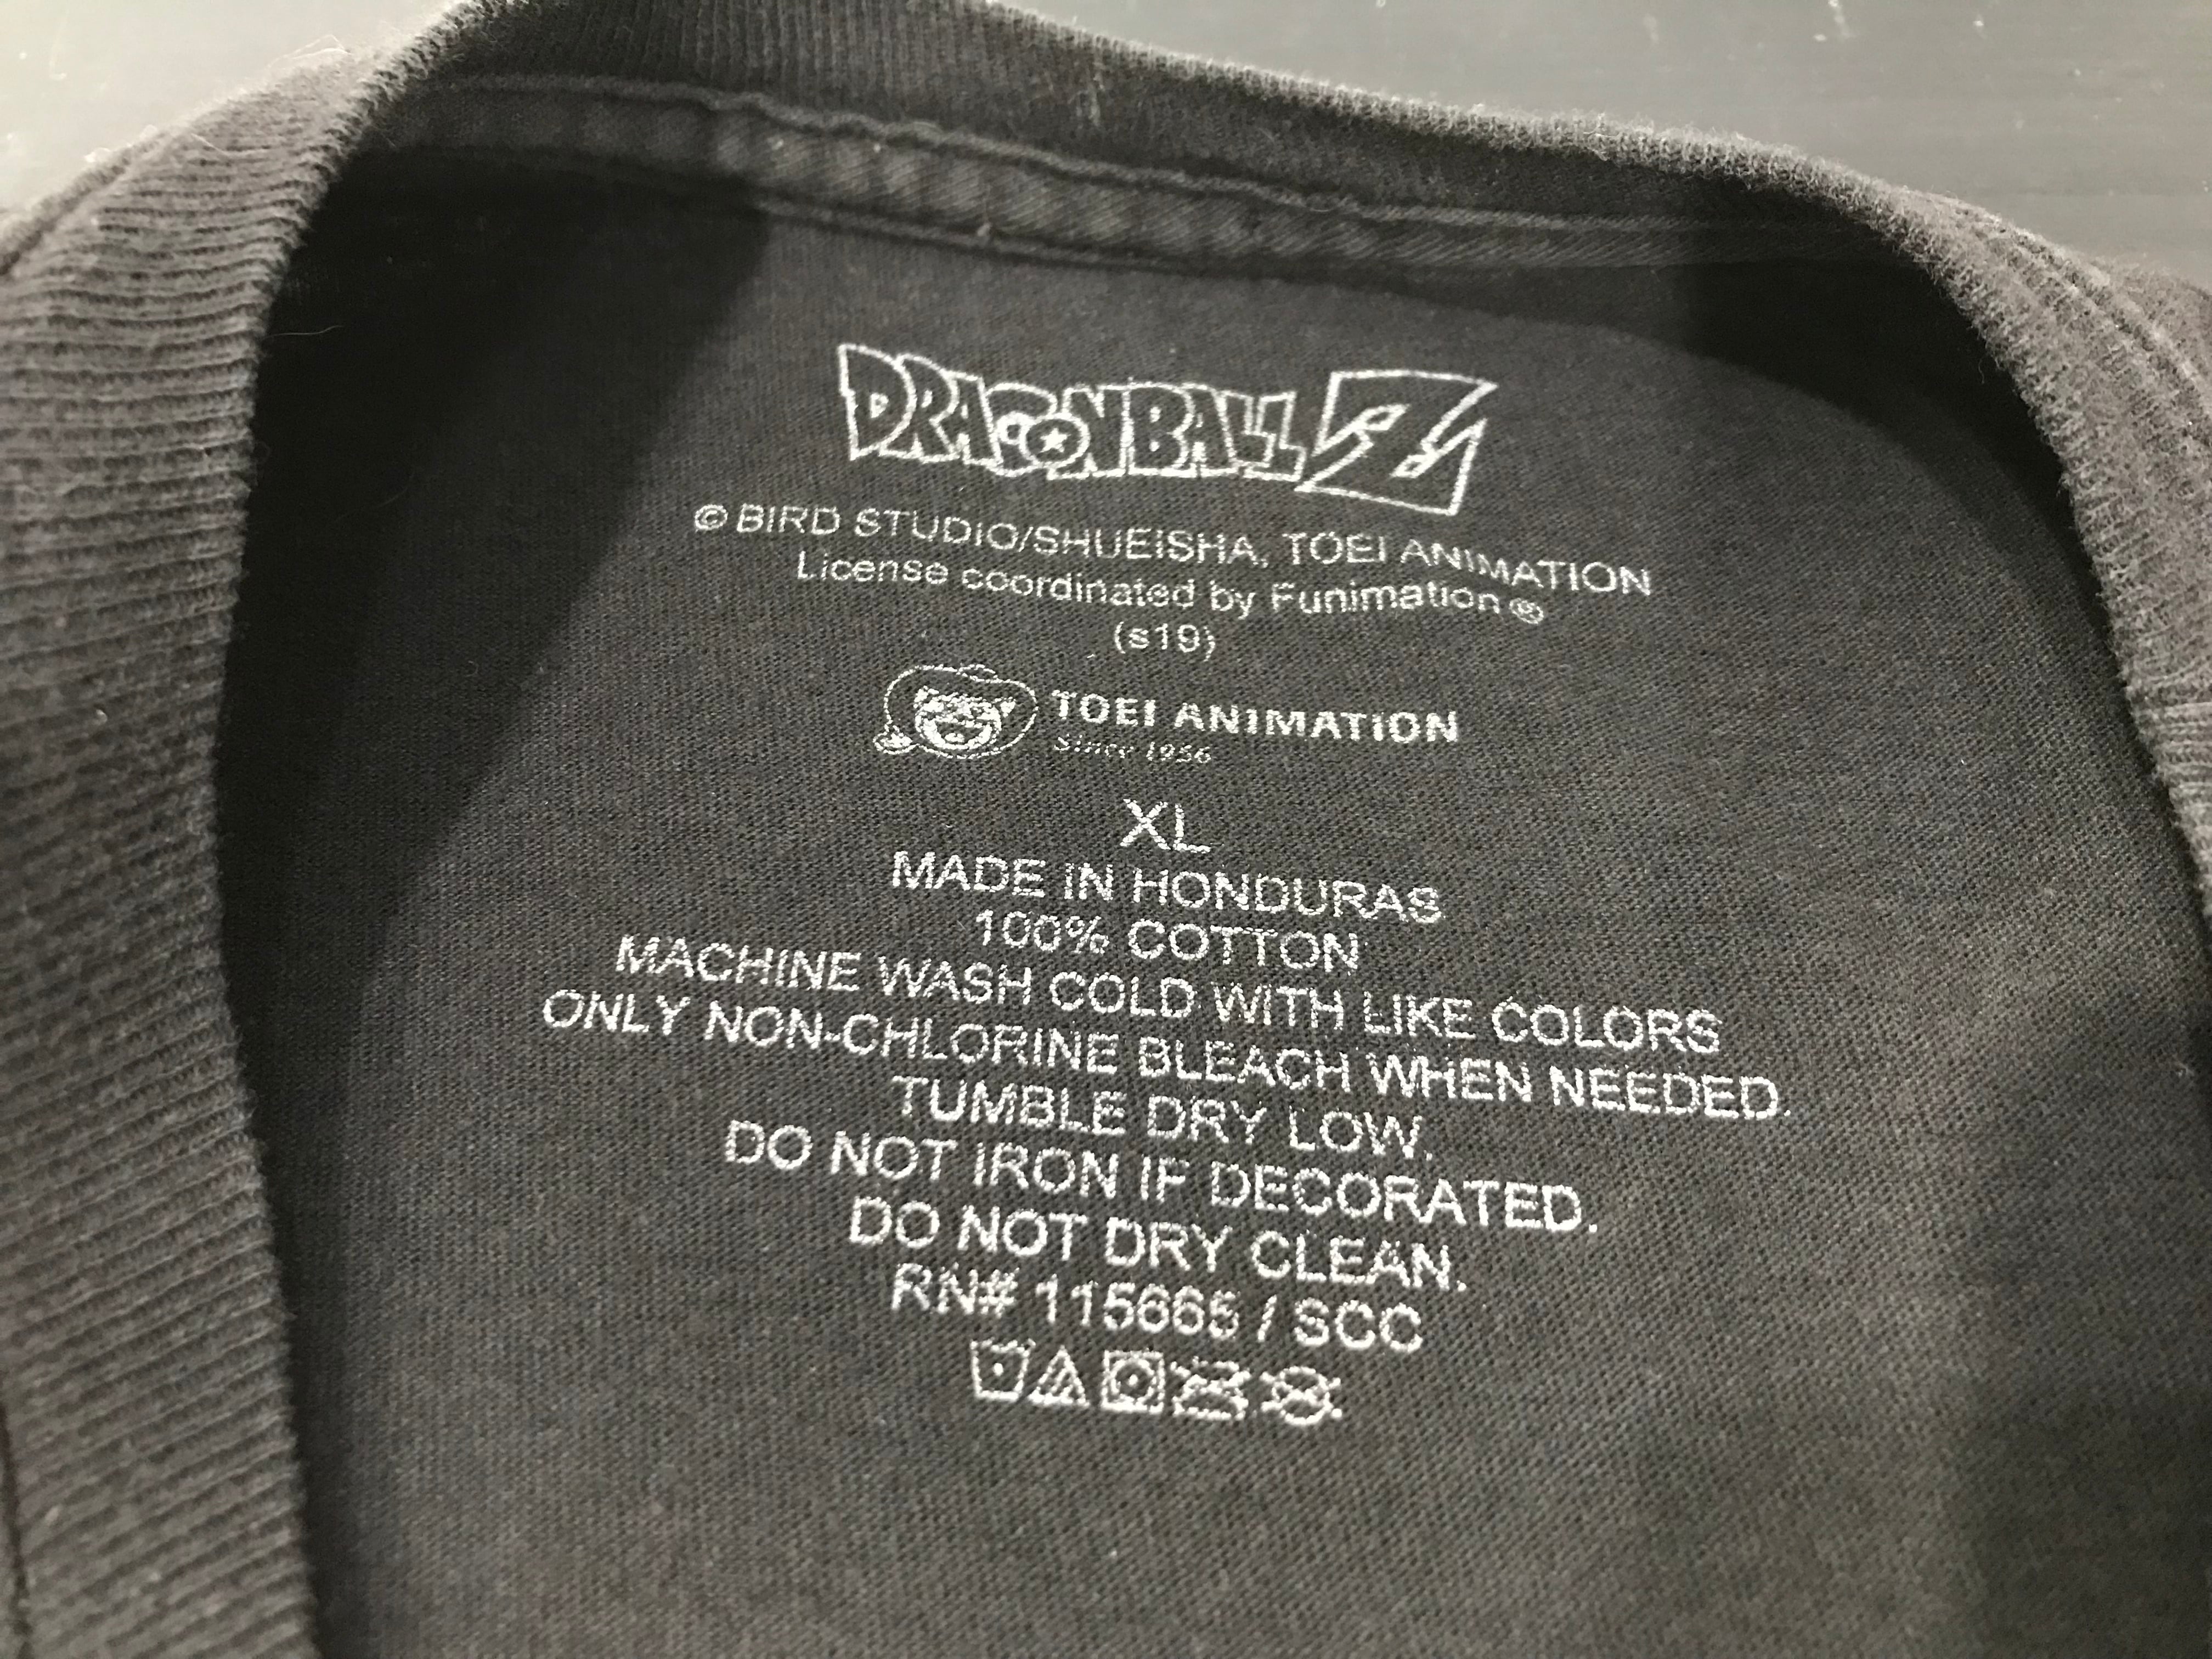 DRAGONBALL Z
© BIRD STUDIO/SHUEISHA, TOEI ANIMATION
License coordinated by Funimation®
(s19)
TOEI ANIMATION
Since 1956
XL
MADE IN HONDURAS
100% COTTON
MACHINE WASH COLD WITH LIKE COLORS
ONLY NON-CHLORINE BLEACH WHEN NEEDED.
TUMBLE DRY LOW.
DO NOT IRON IF DECORATED.
DO NOT DRY CLEAN.
RN# 115665 / SCC